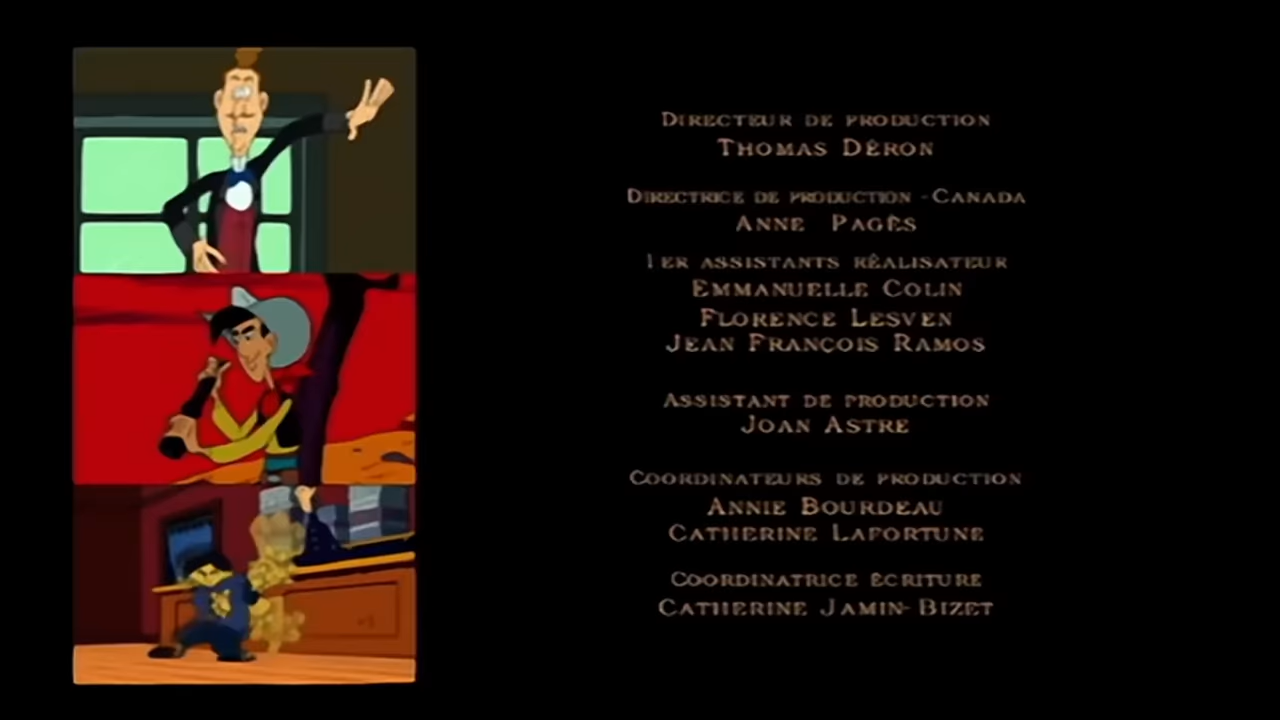 DIRECTEUR DE PRODUCTION
THOMAS DÉRON
DIRECTRICE DE PRODUCTION - CANADA
ANNE PAGÈS
1ER ASSISTANTS RÉALISATEUR
EMMANUELLE COLIN
FLORENCE LESVEN
JEAN FRANÇOIS RAMOS
ASSISTANT DE PRODUCTION
JOAN ASTRE
COORDINATEURS DE PRODUCTION
ANNIE BOURDEAU
CATHERINE LAFORTUNE
COORDINATRICE ÉCRITURE
CATHERINE JAMIN-BIZET